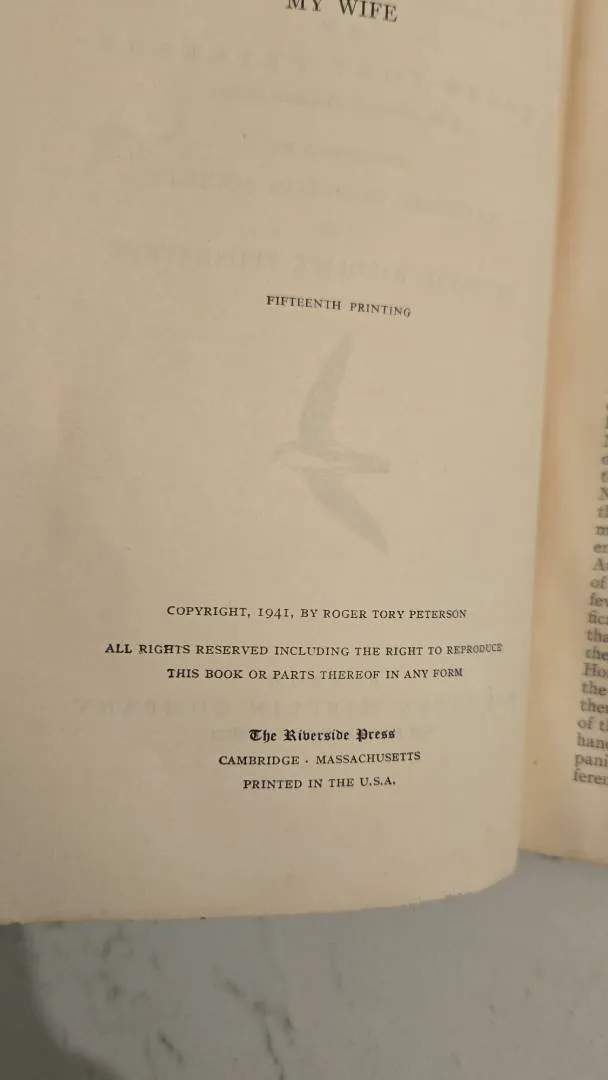 MY WIFE
FIFTEENTH PRINTING
COPYRIGHT, 1941, BY ROGER TORY PETERSON
ALL RIGHTS RESERVED INCLUDING THE RIGHT TO REPRODUCE
THIS BOOK OR PARTS THEREOF IN ANY FORM
The Riverside Press
CAMBRIDGE · MASSACHUSETTS
PRINTED IN THE U.S.A.